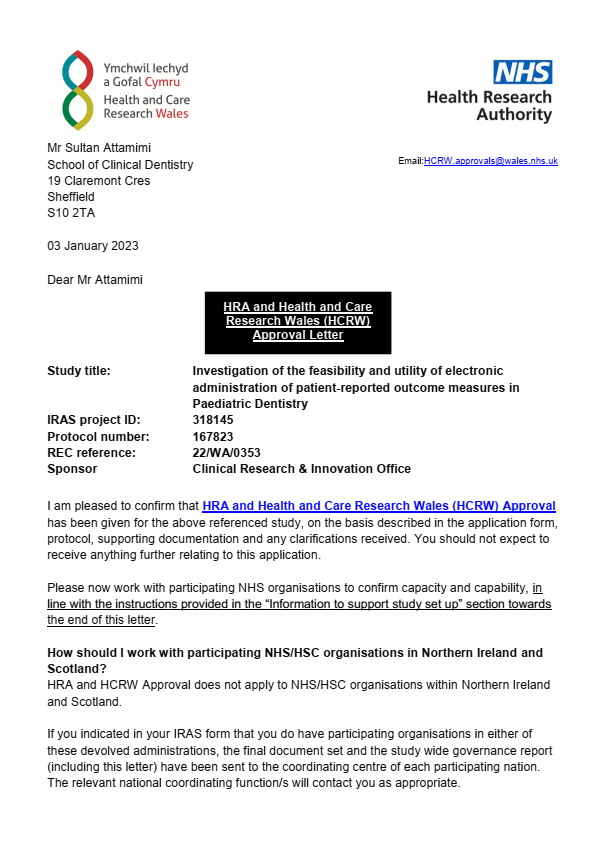 Ymchwil Iechyd
a Gofal Cymru
Health and Care
Research Wales
NHS
Health Research
Authority
Mr Sultan Attamimi
School of Clinical Dentistry
19 Claremont Cres
Sheffield
S10 2TA
Email:HCRW.approvals@wales.nhs.uk
03 January 2023
Dear Mr Attamimi
HRA and Health and Care
Research Wales (HCRW)
Approval Letter
Study title: Investigation of the feasibility and utility of electronic
administration of patient-reported outcome measures in
Paediatric Dentistry
IRAS project ID: 318145
Protocol number: 167823
REC reference: 22/WA/0353
Sponsor Clinical Research & Innovation Office
I am pleased to confirm that HRA and Health and Care Research Wales (HCRW) Approval
has been given for the above referenced study, on the basis described in the application form,
protocol, supporting documentation and any clarifications received. You should not expect to
receive anything further relating to this application.
Please now work with participating NHS organisations to confirm capacity and capability, in
line with the instructions provided in the “Information to support study set up” section towards
the end of this letter.
How should I work with participating NHS/HSC organisations in Northern Ireland and
Scotland?
HRA and HCRW Approval does not apply to NHS/HSC organisations within Northern Ireland
and Scotland.
If you indicated in your IRAS form that you do have participating organisations in either of
these devolved administrations, the final document set and the study wide governance report
(including this letter) have been sent to the coordinating centre of each participating nation.
The relevant national coordinating function/s will contact you as appropriate.